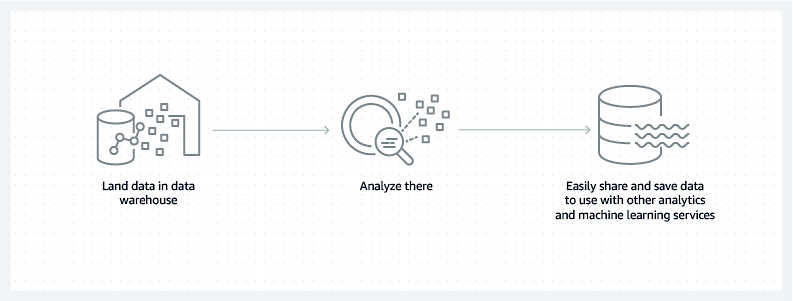 Land data in data
warehouse
Analyze there
Easily share and save data
to use with other analytics
and machine learning services